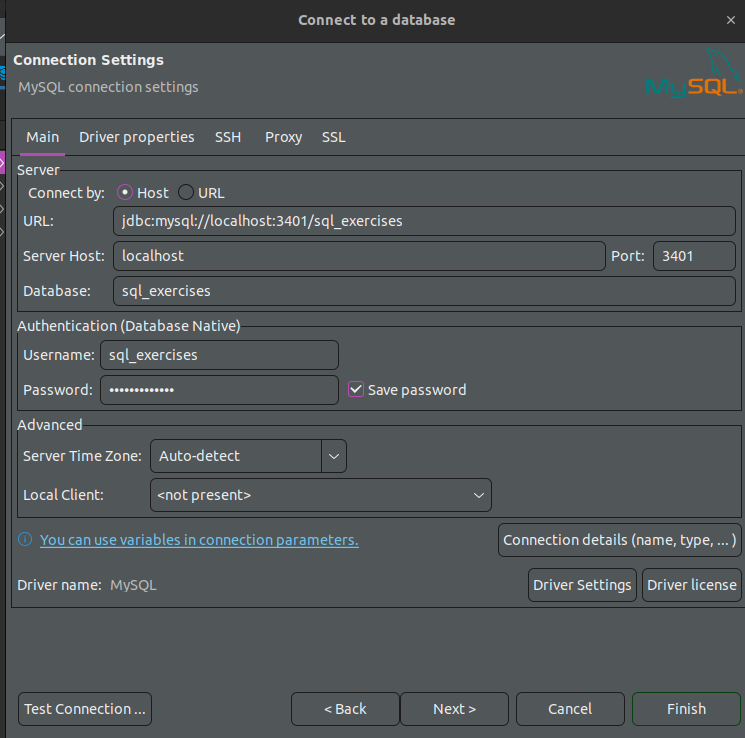 Connect to a database ×
Connection Settings
MySQL connection settings
MySQL®
Main Driver properties SSH Proxy SSL
Server
Connect by: Host URL
URL: jdbc:mysql://localhost:3401/sql_exercises
Server Host: localhost Port: 3401
Database: sql_exercises
Authentication (Database Native)
Username: sql_exercises
Password: •••••••••••••  Save password
Advanced
Server Time Zone: Auto-detect
Local Client: <not present>
You can use variables in connection parameters. Connection details (name, type, ... )
Driver name: MySQL Driver Settings Driver license
Test Connection ... < Back Next > Cancel Finish